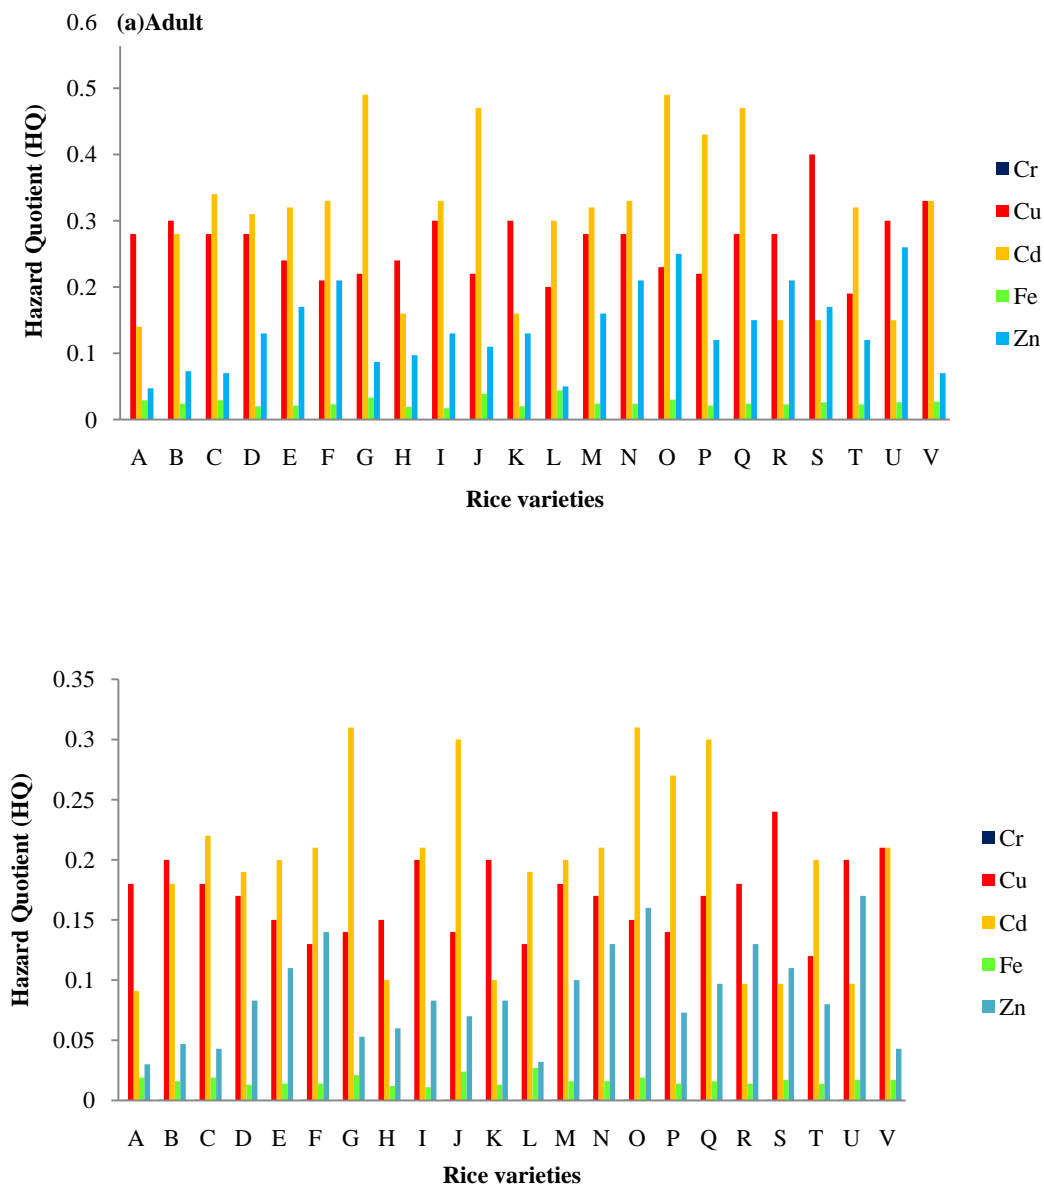 0.6 (a)Adult
0.5
0.4
0.3
0.2
0.1
0
Hazard Quotient (HQ)
A B C D E F G H I J K L M N O P Q R S T U V
Rice varieties
Cr
Cu
Cd
Fe
Zn
0.35
0.3
0.25
0.2
0.15
0.1
0.05
0
Hazard Quotient (HQ)
A B C D E F G H I J K L M N O P Q R S T U V
Rice varieties
Cr
Cu
Cd
Fe
Zn